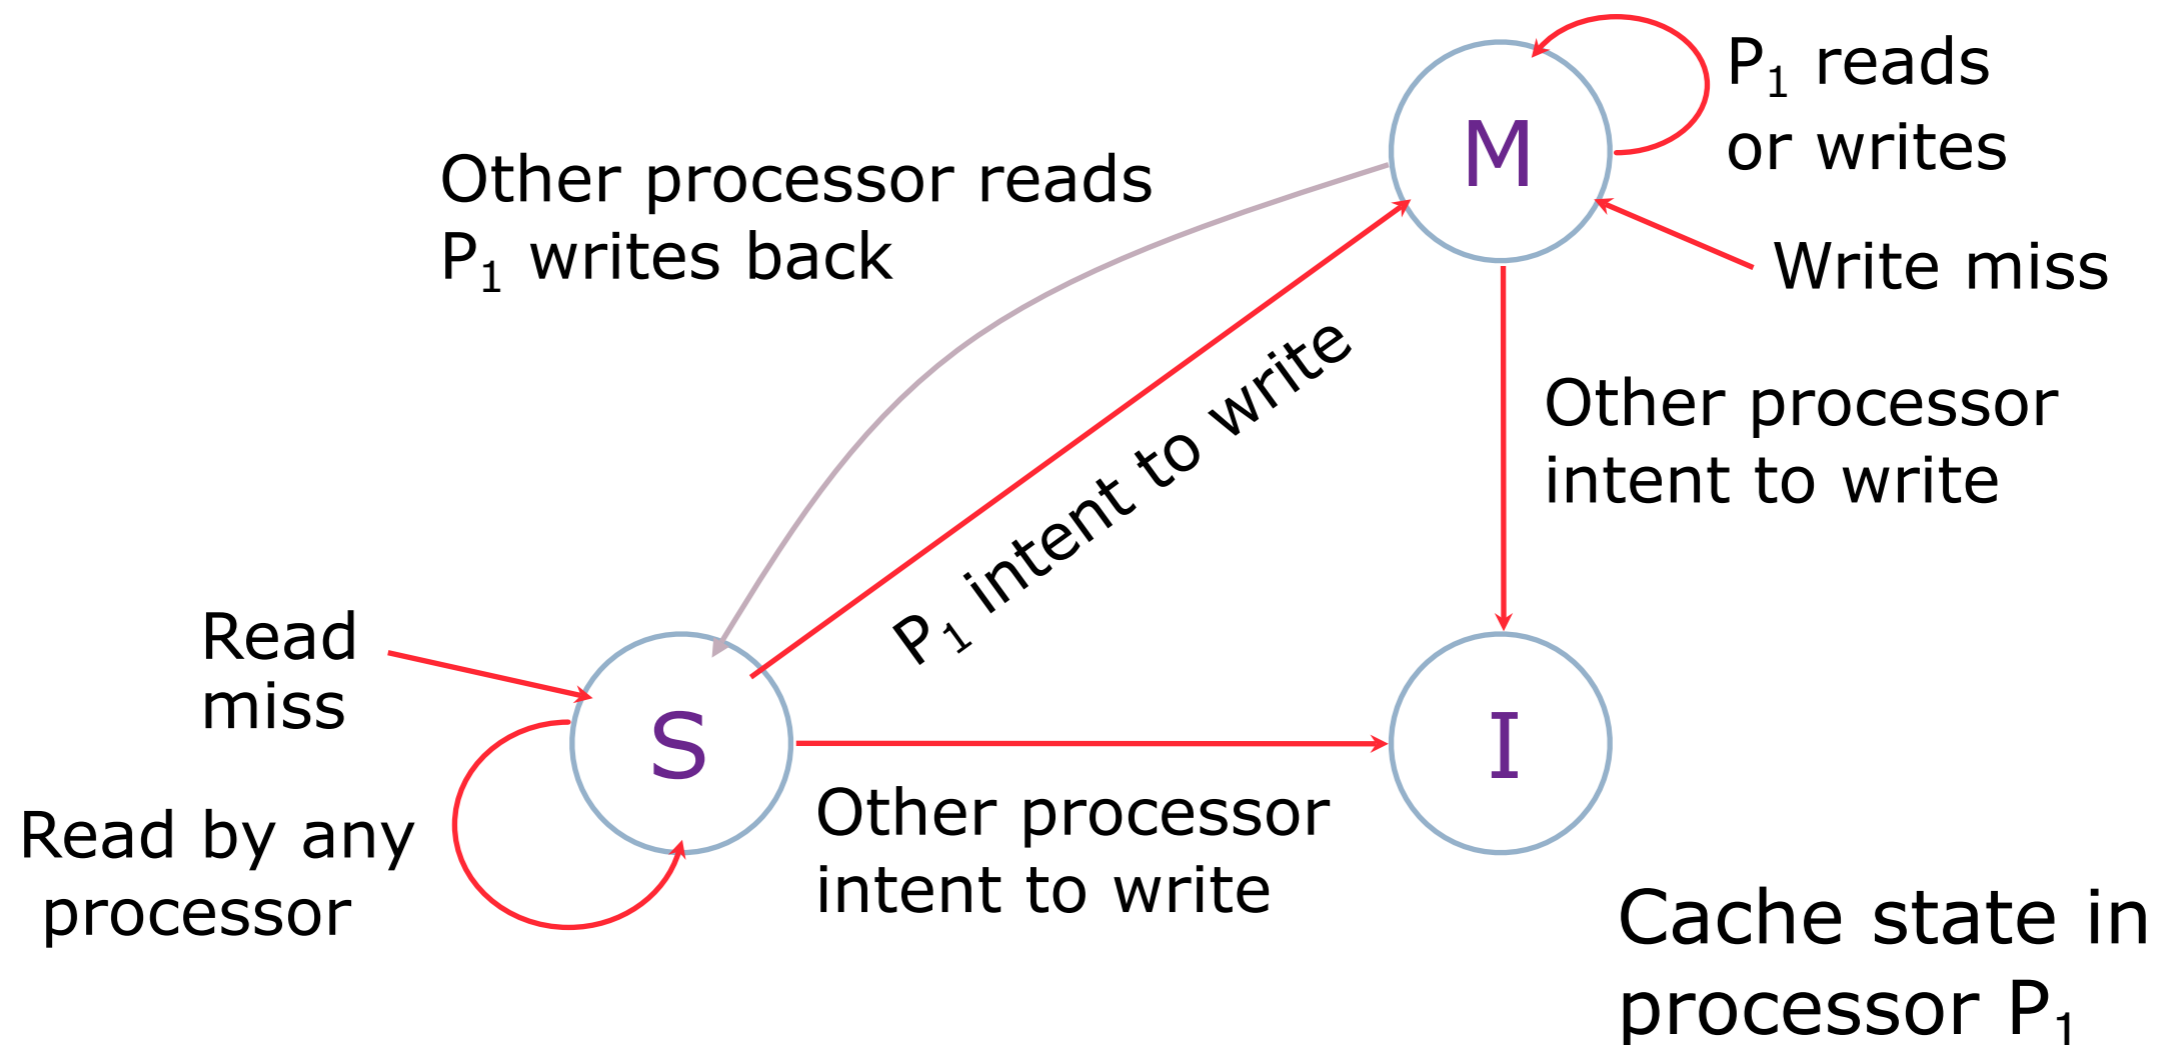 P₁ reads
or writes
M
Other processor reads
P₁ writes back
Write miss
P₁ intent to write
Other processor
intent to write
Read
miss
S
I
Read by any
processor
Other processor
intent to write
Cache state in
processor P₁